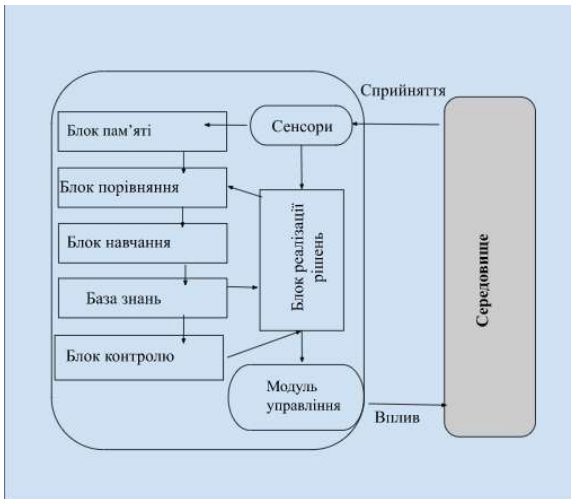 Сприйняття
Сенсори
Блок пам’яті
Блок порівняння
Блок навчання
База знань
Блок контролю
Блок реалізації
рішень
Модуль
управління
Вплив
Середовище